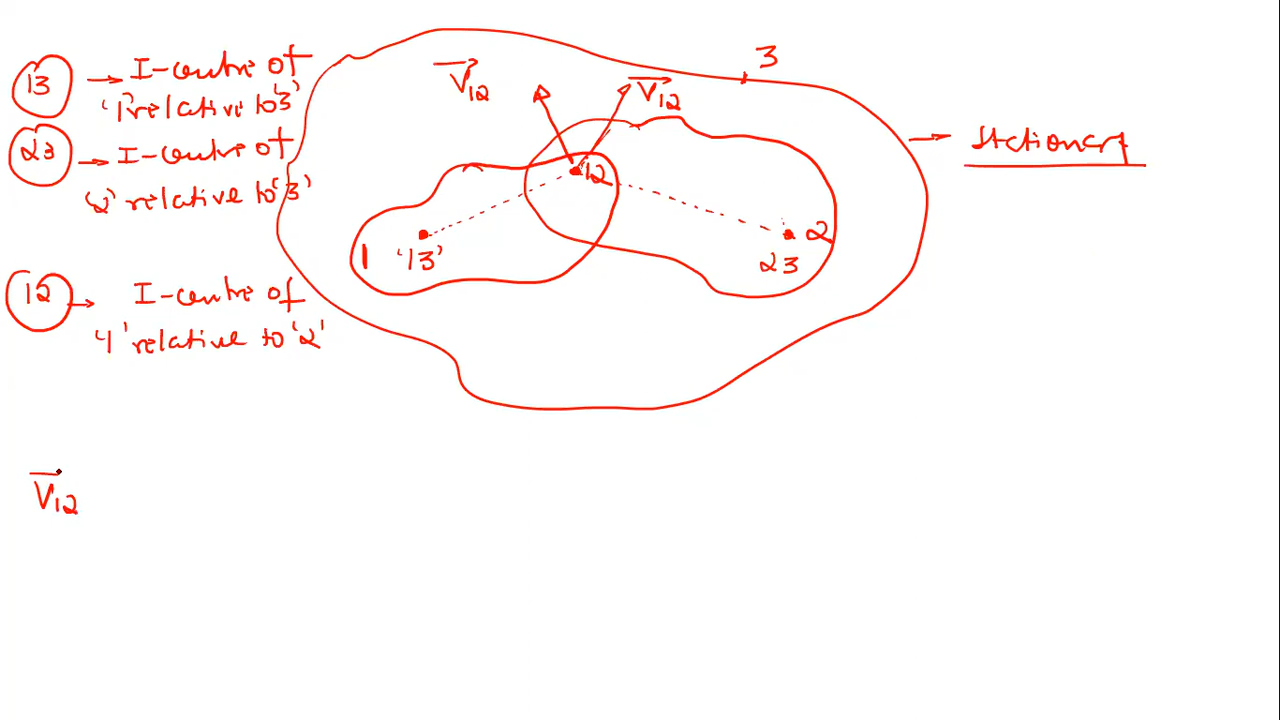 13 → I-centre of
'1' relative to '3'
23 → I-centre of
'2' relative to '3'
12 → I-centre of
'1' relative to '2'
3
V12
V12
12
Stationery
1
'13'
2
23
V12